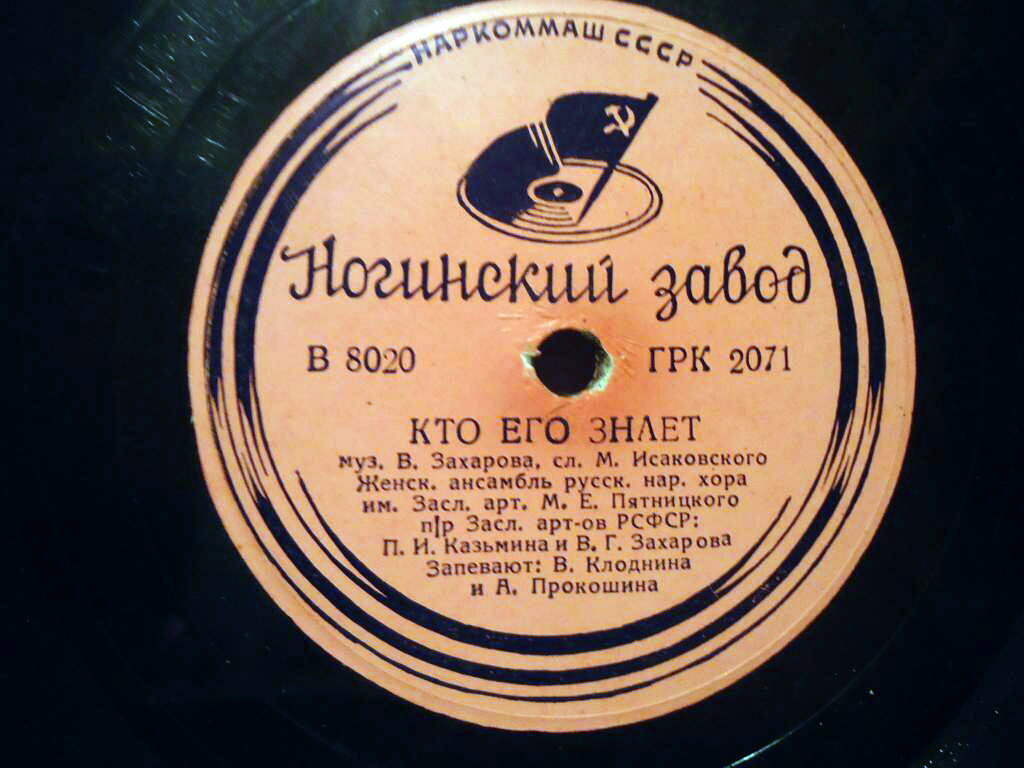 НАРКОММАШ СССР
Ногинский завод
В 8020 ГРК 2071
КТО ЕГО ЗНАЕТ
муз. В. Захарова, сл. М. Исаковского
Женск. ансамбль русск. нар. хора
им. Засл. арт. М. Е. Пятницкого
п|р Засл. арт-ов РСФСР:
П. И. Казьмина и В. Г. Захарова
Запевают: В. Клоднина
и А. Прокошина